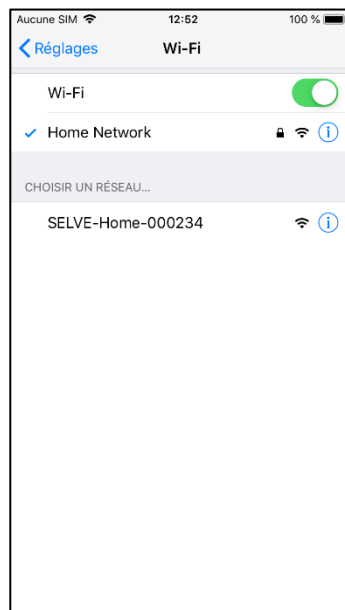 Aucune SIM 12:52 100 %
Réglages Wi-Fi
Wi-Fi
Home Network
CHOISIR UN RÉSEAU...
SELVE-Home-000234